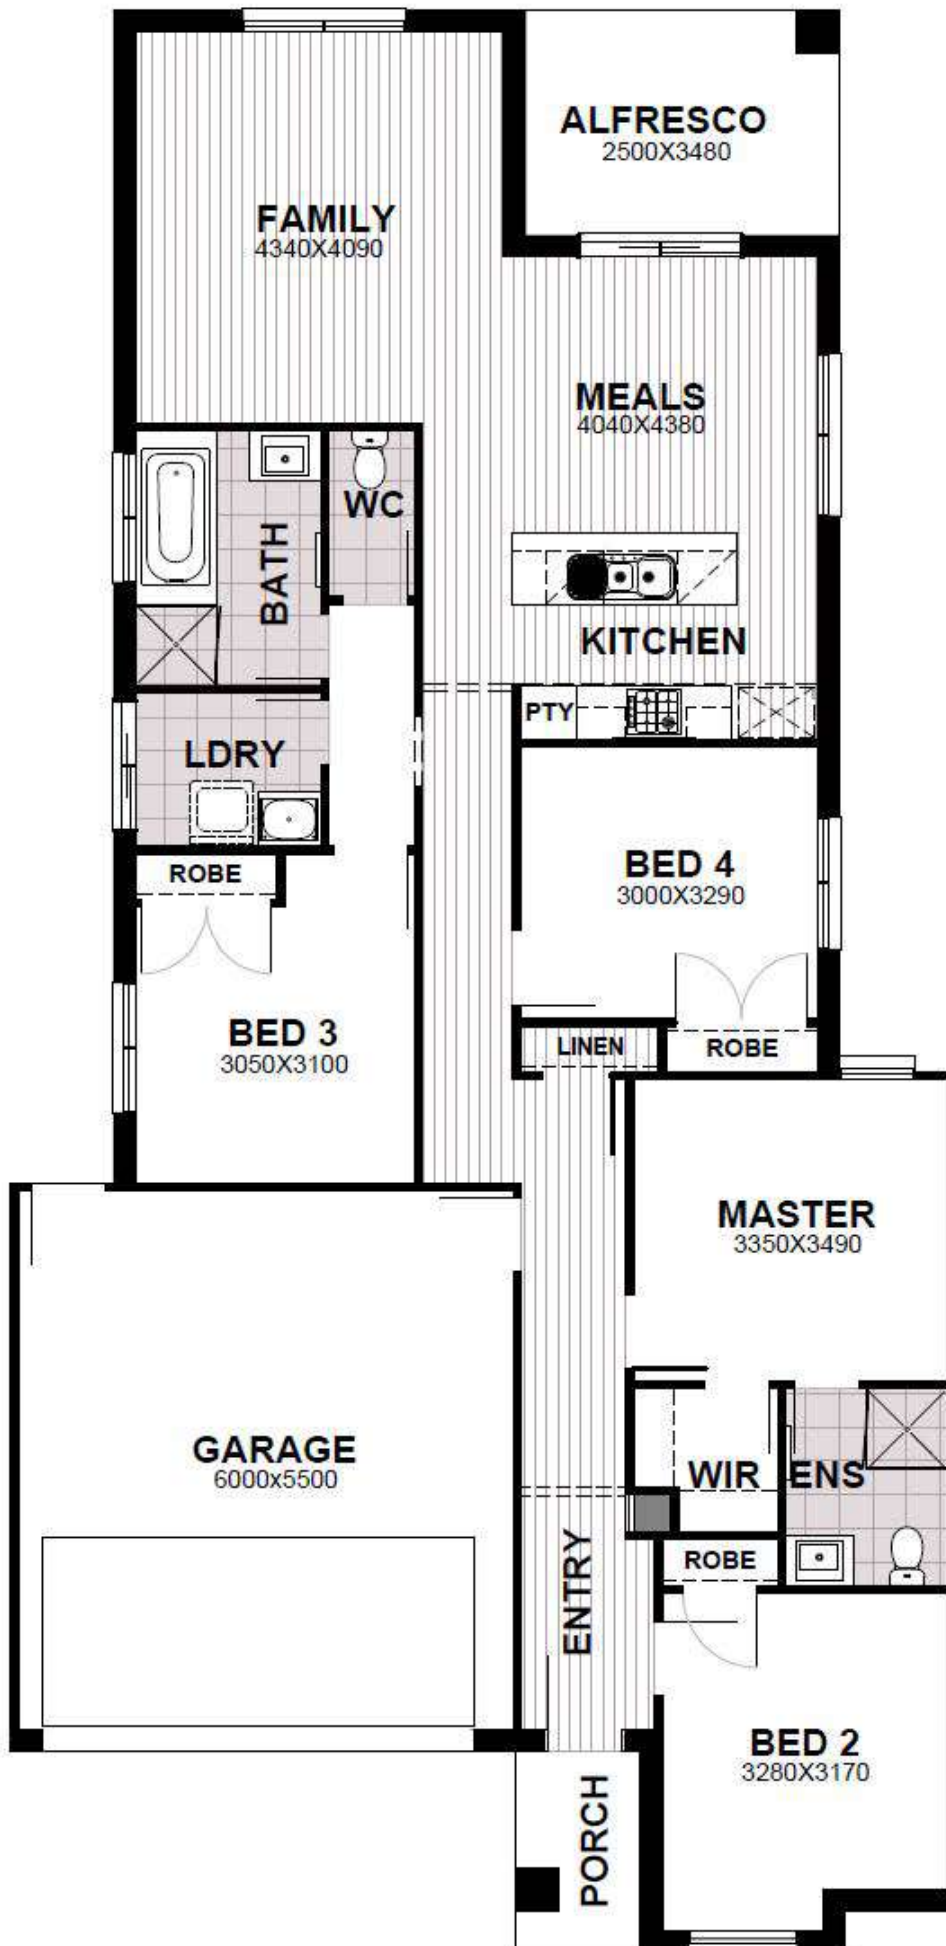 ALFRESCO
2500X3480
FAMILY
4340X4090
MEALS
4040X4380
WC
BATH
KITCHEN
PTY
LDRY
ROBE
BED 4
3000X3290
BED 3
3050X3100
LINEN
ROBE
MASTER
3350X3490
GARAGE
6000x5500
WIR
ENS
ENTRY
ROBE
BED 2
3280X3170
PORCH